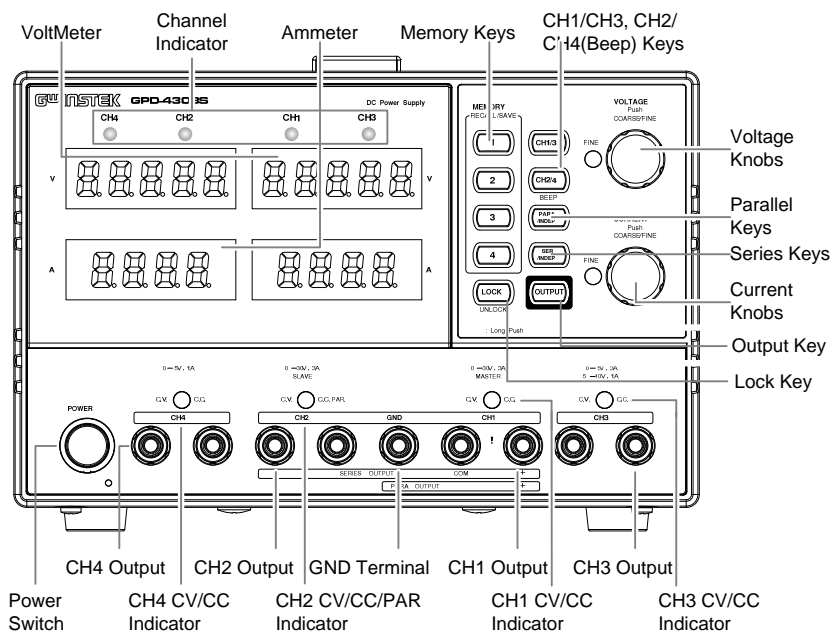 VoltMeter
Channel
Indicator
Ammeter
Memory Keys
CH1/CH3, CH2/
CH4(Beep) Keys
GWINSTEK GPD-4303S
DC Power Supply
CH4 CH2 CH1 CH3
V V
A A
MEMORY
RECALL/SAVE
1
2
3
4
LOCK
UNLOCK
: Long Push
CH1/3
CH2/4
BEEP
PARA
/INDEP
SER
/INDEP
OUTPUT
VOLTAGE
Push
COARSE/FINE
FINE
Push
COARSE/FINE
FINE
Voltage
Knobs
Parallel
Keys
Series Keys
Current
Knobs
Output Key
Lock Key
POWER
0 — 5V, 1A
C.V. C.C.
CH4
0 — 30V, 3A
SLAVE
C.V. C.C./PAR.
CH2
GND
0 — 30V, 3A
MASTER
C.V. C.C.
CH1
!
0 — 5V, 3A
5 — 10V, 1A
C.V. C.C.
CH3
SERIES OUTPUT COM +
PARA OUTPUT +
CH4 Output
CH2 Output
GND Terminal
CH1 Output
CH3 Output
Power
Switch
CH4 CV/CC
Indicator
CH2 CV/CC/PAR
Indicator
CH1 CV/CC
Indicator
CH3 CV/CC
Indicator